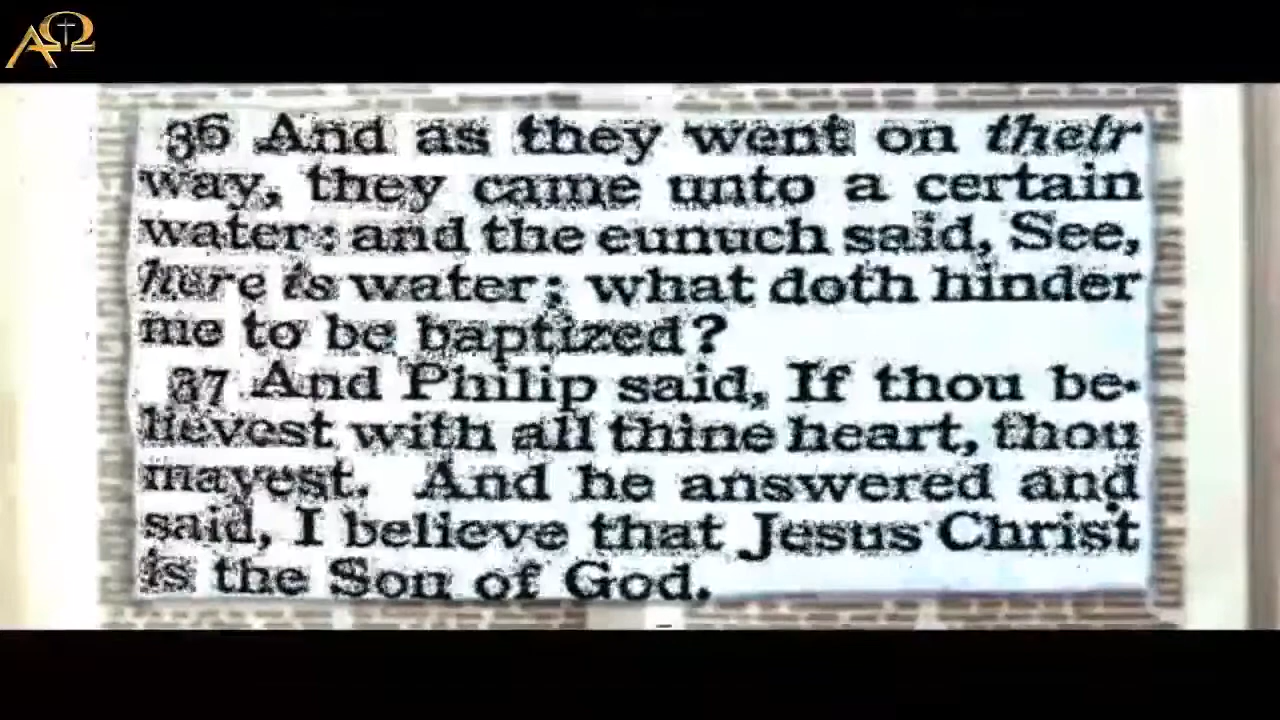 ΑΩ
36 And as they went on their
way, they came unto a certain
water: and the eunuch said, See,
here is water; what doth hinder
me to be baptized?
37 And Philip said, If thou be-
lievest with all thine heart, thou
mayest. And he answered and
said, I believe that Jesus Christ
is the Son of God.